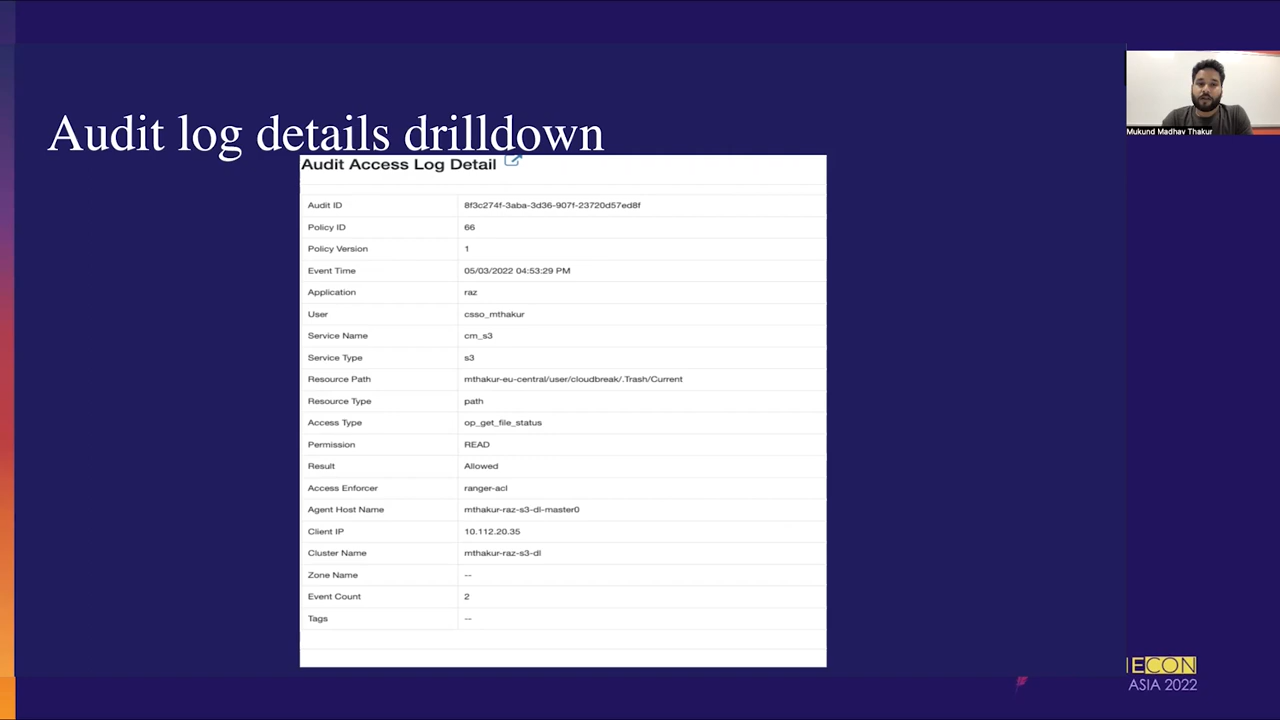 Audit log details drilldown
Mukund Madhav Thakur
Audit Access Log Detail
Audit ID 8f3c274f-3aba-3d36-907f-23720d57ed8f
Policy ID 66
Policy Version 1
Event Time 05/03/2022 04:53:29 PM
Application raz
User csso_mthakur
Service Name cm_s3
Service Type s3
Resource Path mthakur-eu-central/user/cloudbreak/.Trash/Current
Resource Type path
Access Type op_get_file_status
Permission READ
Result Allowed
Access Enforcer ranger-acl
Agent Host Name mthakur-raz-s3-dl-master0
Client IP 10.112.20.35
Cluster Name mthakur-raz-s3-dl
Zone Name --
Event Count 2
Tags --
ECON
ASIA 2022